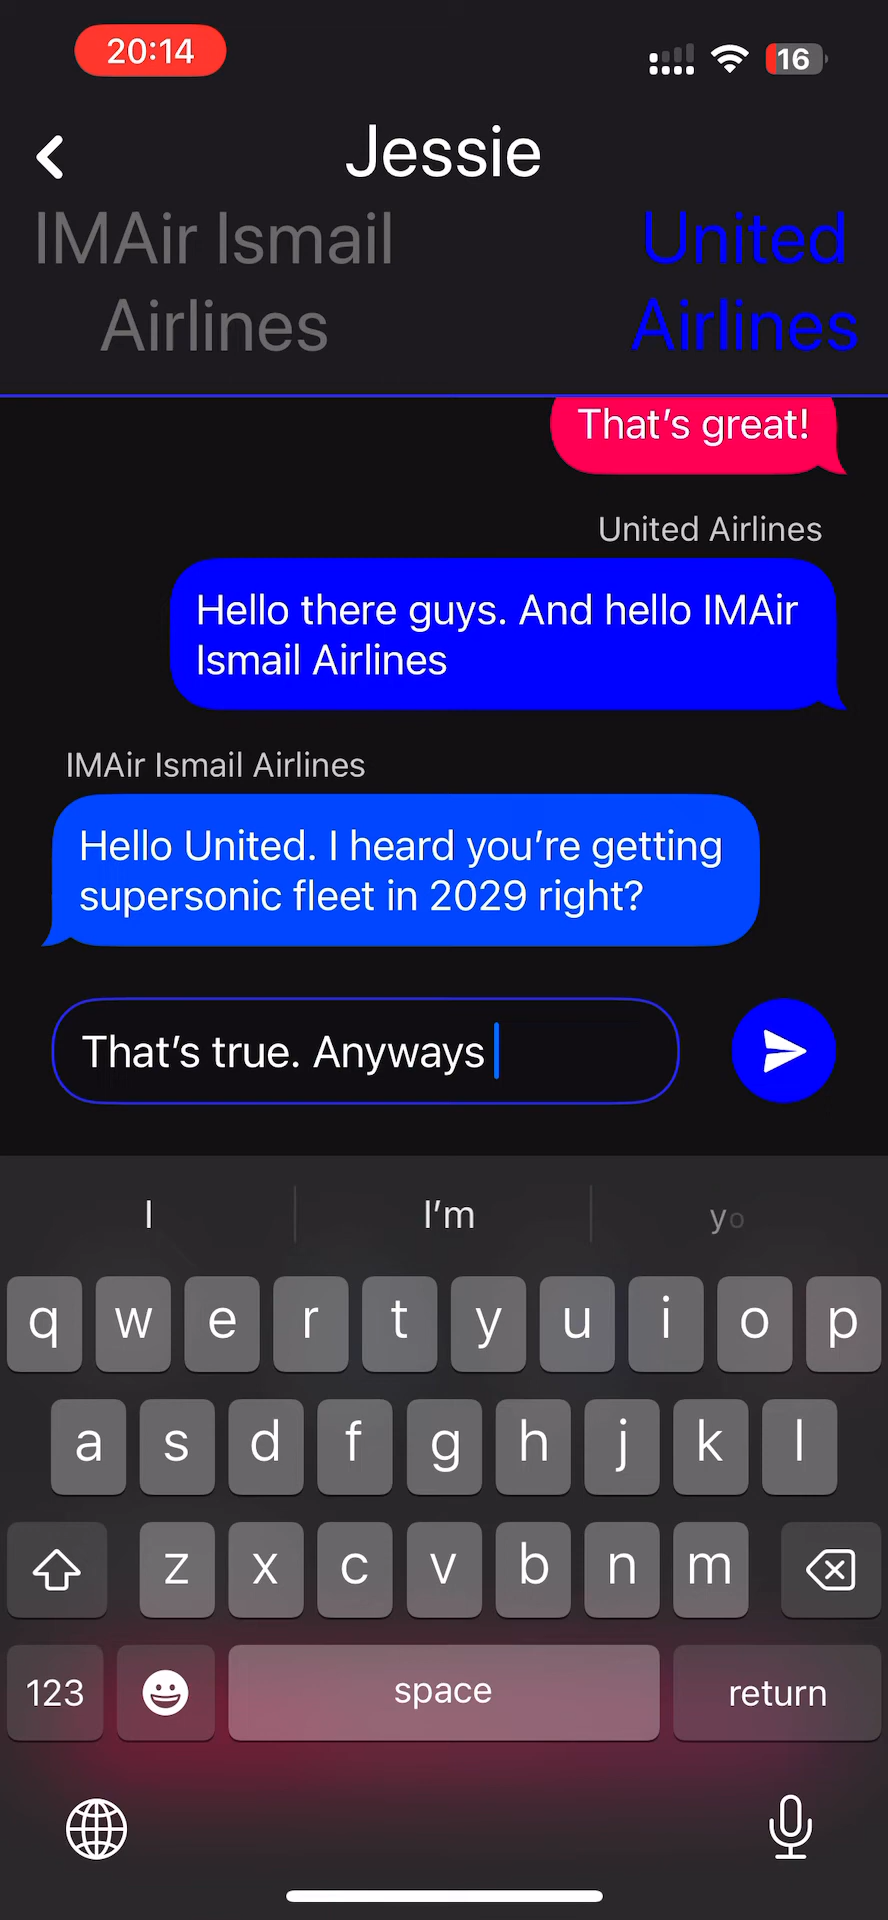 20:14
16
Jessie
IMAir Ismail
Airlines
United
Airlines
That's great!
United Airlines
Hello there guys. And hello IMAir
Ismail Airlines
IMAir Ismail Airlines
Hello United. I heard you're getting
supersonic fleet in 2029 right?
That's true. Anyways
I I'm yo
q w e r t y u i o p
a s d f g h j k l
z x c v b n m
123 space return